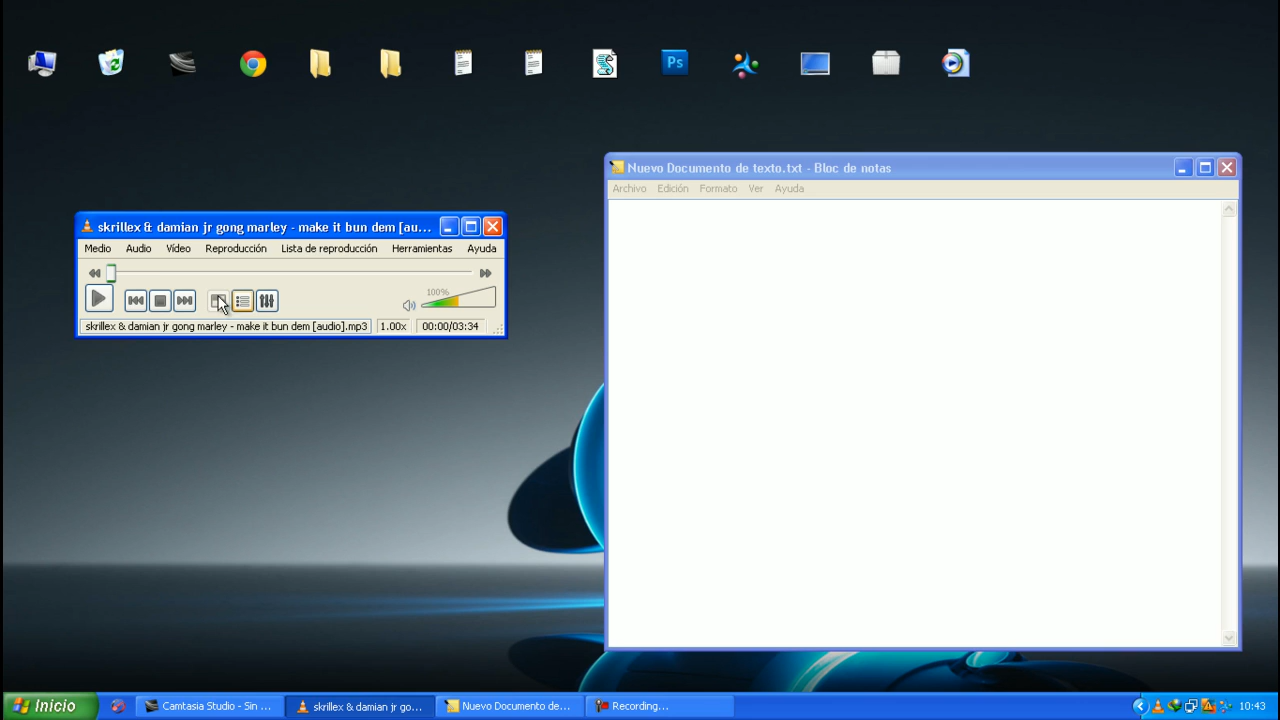 Ps
Nuevo Documento de texto.txt - Bloc de notas
Archivo Edición Formato Ver Ayuda
skrillex & damian jr gong marley - make it bun dem [au...
Medio Audio Vídeo Reproducción Lista de reproducción Herramientas Ayuda
100%
skrillex & damian jr gong marley - make it bun dem [audio].mp3 1.00x 00:00/03:34
Inicio Camtasia Studio - Sin ... skrillex & damian jr go... Nuevo Documento de... Recording... 10:43